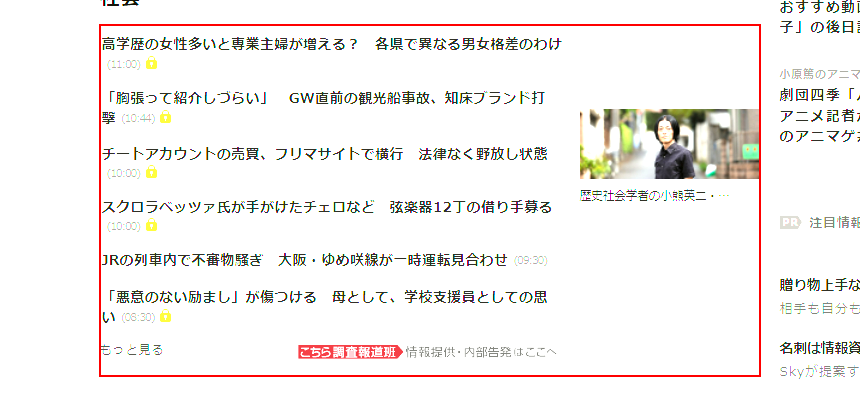 社会
高学歴の女性多いと専業主婦が増える？　各県で異なる男女格差のわけ
(11:00)
「胸張って紹介しづらい」　GW直前の観光船事故、知床ブランド打
撃 (10:44)
チートアカウントの売買、フリマサイトで横行　法律なく野放し状態
(10:00)
スクロラベッツァ氏が手がけたチェロなど　弦楽器12丁の借り手募る
(10:00)
JRの列車内で不審物騒ぎ　大阪・ゆめ咲線が一時運転見合わせ (09:30)
「悪意のない励まし」が傷つける　母として、学校支援員としての思
い (08:30)
もっと見る
こちら調査報道班 情報提供・内部告発はここへ
歴史社会学者の小熊英二・…
おすすめ動画
子」の後日
小原篤のアニマ
劇団四季「
アニメ記者が
のアニマゲ
PR 注目情報
贈り物上手な
相手も自分も
名刺は情報資
Skyが提案す